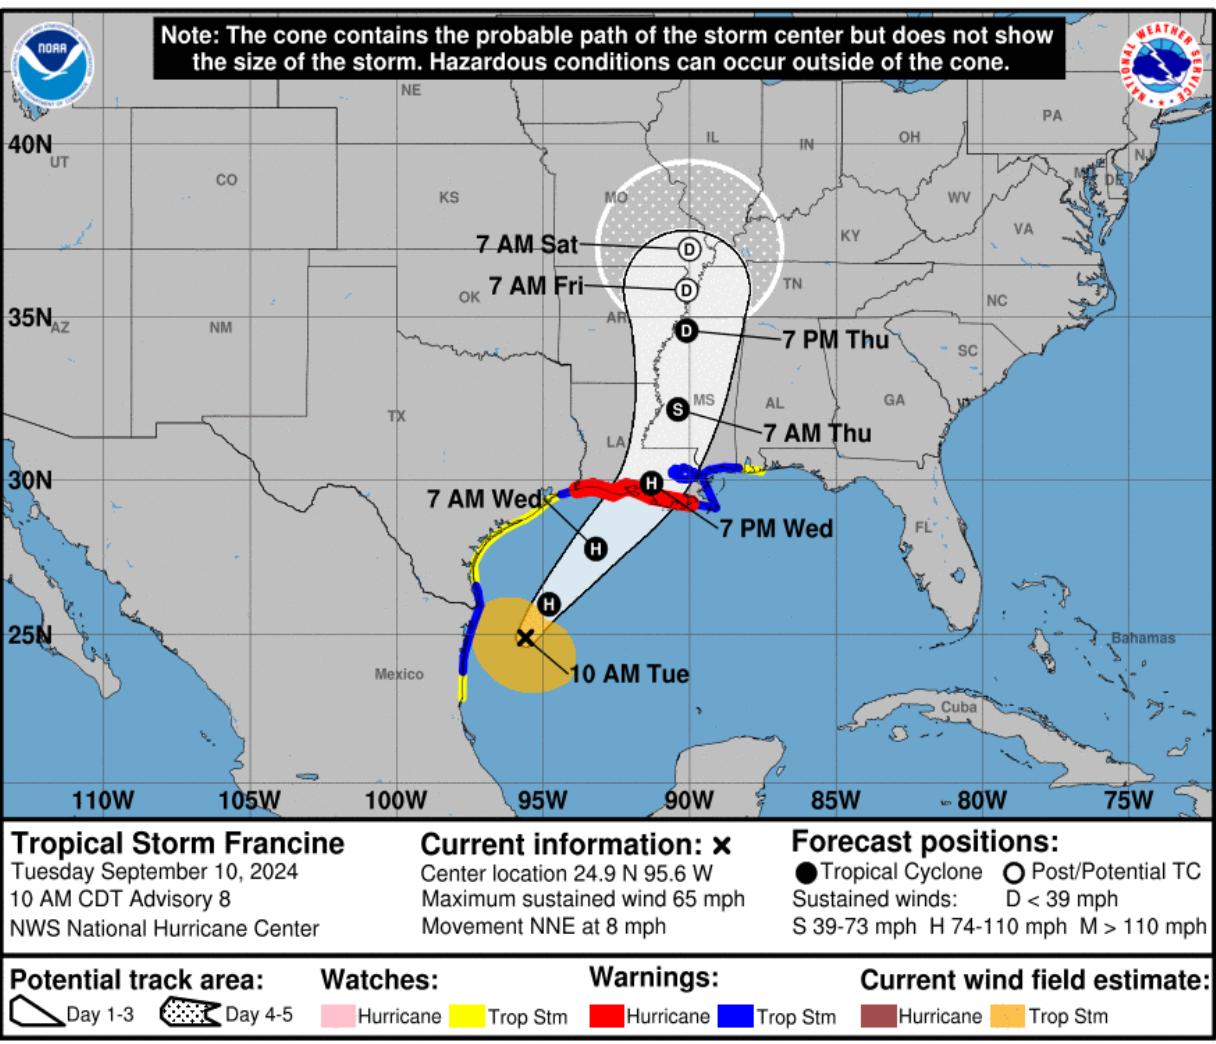 Note: The cone contains the probable path of the storm center but does not show
the size of the storm. Hazardous conditions can occur outside of the cone.
NOAA
NATIONAL WEATHER SERVICE
NE
IL
IN
OH
PA
NJ
DE
40N
UT
CO
KS
MO
WV
VA
KY
7 AM Sat
D
7 AM Fri
D
OK
TN
NC
35N
AZ
NM
AR
D
7 PM Thu
SC
TX
MS
AL
GA
S
7 AM Thu
LA
30N
H
7 AM Wed
7 PM Wed
FL
H
H
25N
Bahamas
Mexico
10 AM Tue
Cuba
110W 105W 100W 95W 90W 85W 80W 75W
Tropical Storm Francine
Tuesday September 10, 2024
10 AM CDT Advisory 8
NWS National Hurricane Center
Current information: ✕
Center location 24.9 N 95.6 W
Maximum sustained wind 65 mph
Movement NNE at 8 mph
Forecast positions:
Tropical Cyclone Post/Potential TC
Sustained winds: D < 39 mph
S 39-73 mph H 74-110 mph M > 110 mph
Potential track area:
Day 1-3 Day 4-5
Watches:
Hurricane Trop Stm
Warnings:
Hurricane Trop Stm
Current wind field estimate:
Hurricane Trop Stm